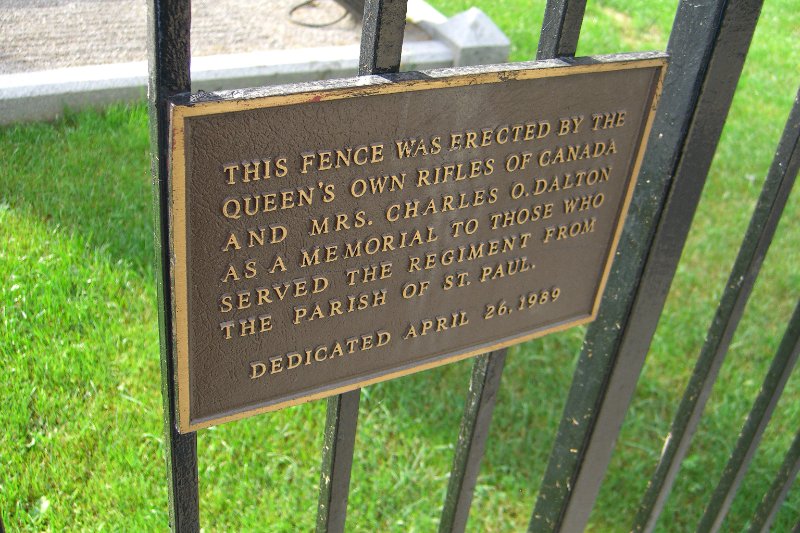 THIS FENCE WAS ERECTED BY THE
QUEEN'S OWN RIFLES OF CANADA
AND MRS. CHARLES O. DALTON
AS A MEMORIAL TO THOSE WHO
SERVED THE REGIMENT FROM
THE PARISH OF ST. PAUL.
DEDICATED APRIL 26, 1989